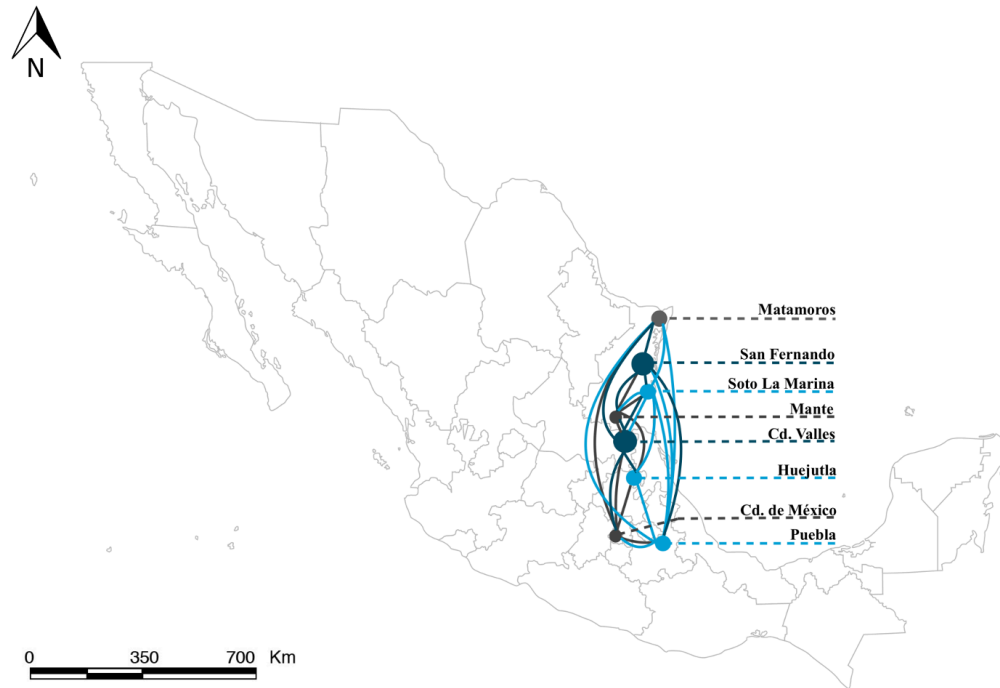 N
Matamoros
San Fernando
Soto La Marina
Mante
Cd. Valles
Huejutla
Cd. de México
Puebla
0 350 700 Km